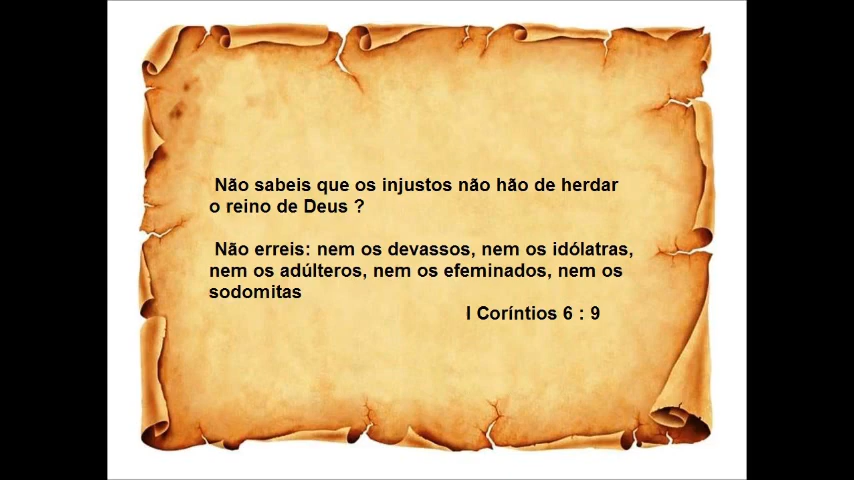 Não sabeis que os injustos não hão de herdar
o reino de Deus ?
Não erreis: nem os devassos, nem os idólatras,
nem os adúlteros, nem os efeminados, nem os
sodomitas
I Coríntios 6 : 9